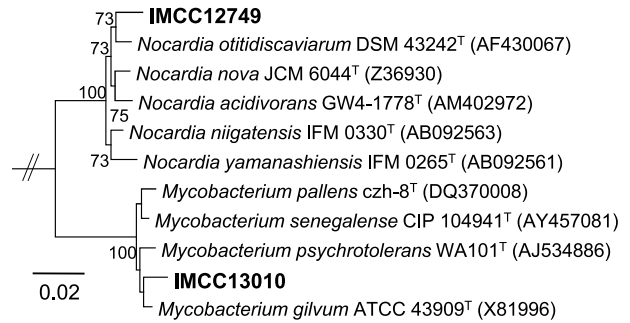 73 IMCC12749
73
Nocardia otitidiscaviarum DSM 43242ᵀ (AF430067)
Nocardia nova JCM 6044ᵀ (Z36930)
100
Nocardia acidivorans GW4-1778ᵀ (AM402972)
75
Nocardia niigatensis IFM 0330ᵀ (AB092563)
73 Nocardia yamanashiensis IFM 0265ᵀ (AB092561)
Mycobacterium pallens czh-8ᵀ (DQ370008)
Mycobacterium senegalense CIP 104941ᵀ (AY457081)
100 Mycobacterium psychrotolerans WA101ᵀ (AJ534886)
IMCC13010
0.02
Mycobacterium gilvum ATCC 43909ᵀ (X81996)